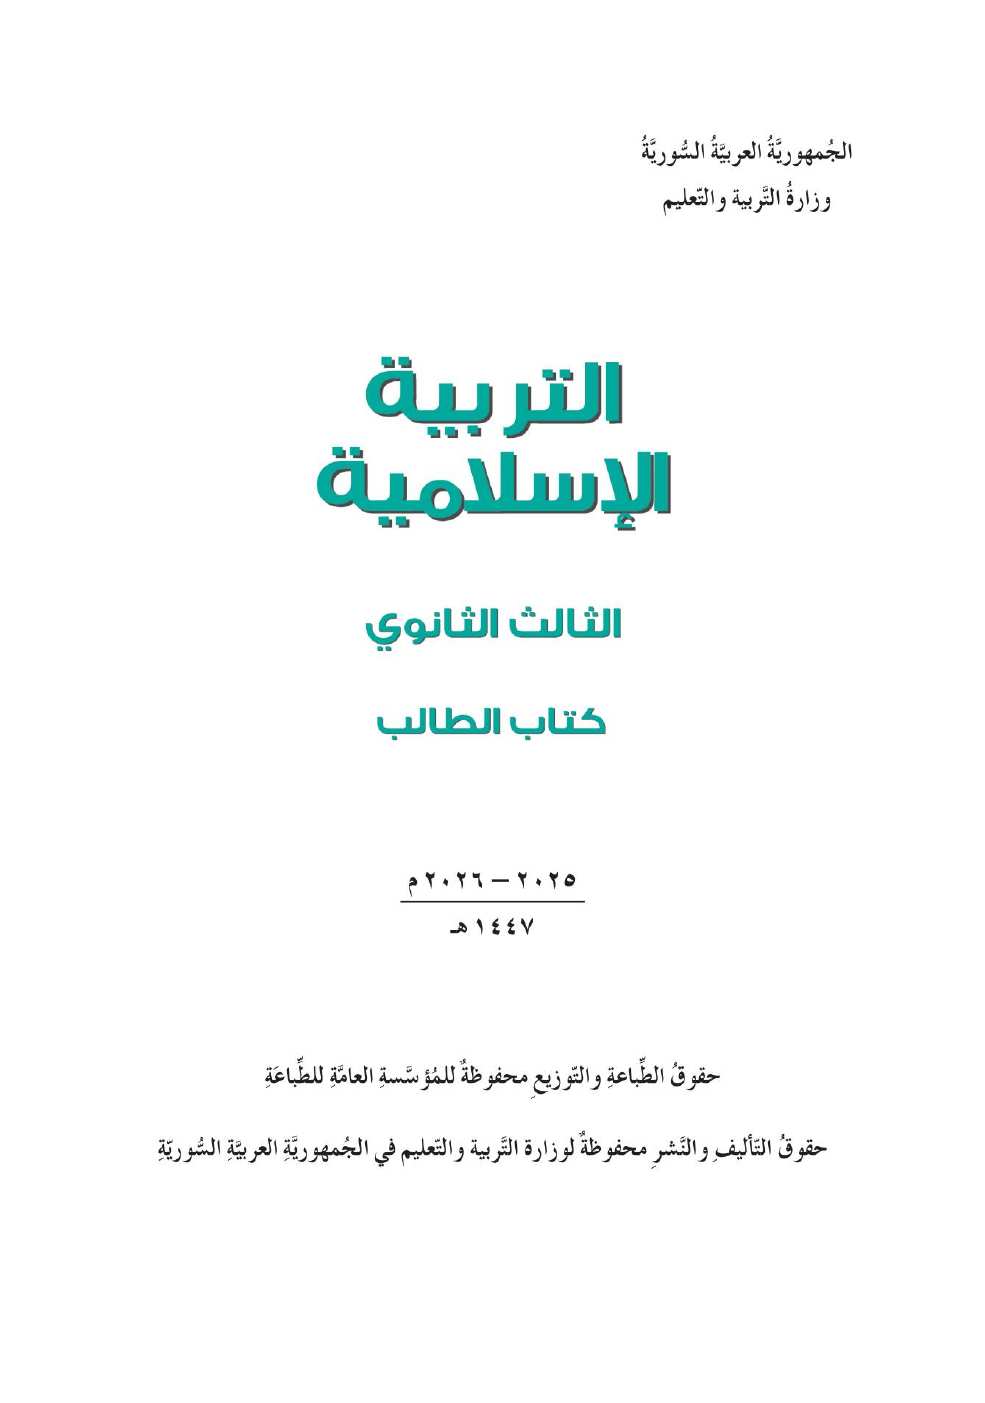 الجُمهوريَّةُ العربيَّةُ السُّوريَّةُ
وزارةُ التَّربية والتّعليم
التربية
الإسلامية
الثالث الثانوي
كتاب الطالب
٢٠٢٥ – ٢٠٢٦ م
١٤٤٧ هـ
حقوقُ الطِّباعةِ والتّوزيعِ محفوظةٌ للمُؤسَّسةِ العامَّةِ للطِّباعَةِ
حقوقُ التّأليفِ والنَّشرِ محفوظةٌ لوزارة التَّربية والتّعليم في الجُمهوريَّةِ العربيَّةِ السُّوريّةِ